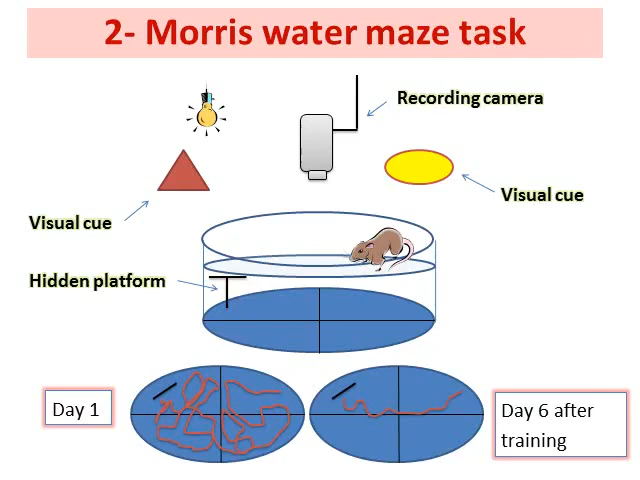 2- Morris water maze task
Recording camera
Visual cue
Visual cue
Hidden platform
Day 1
Day 6 after
training